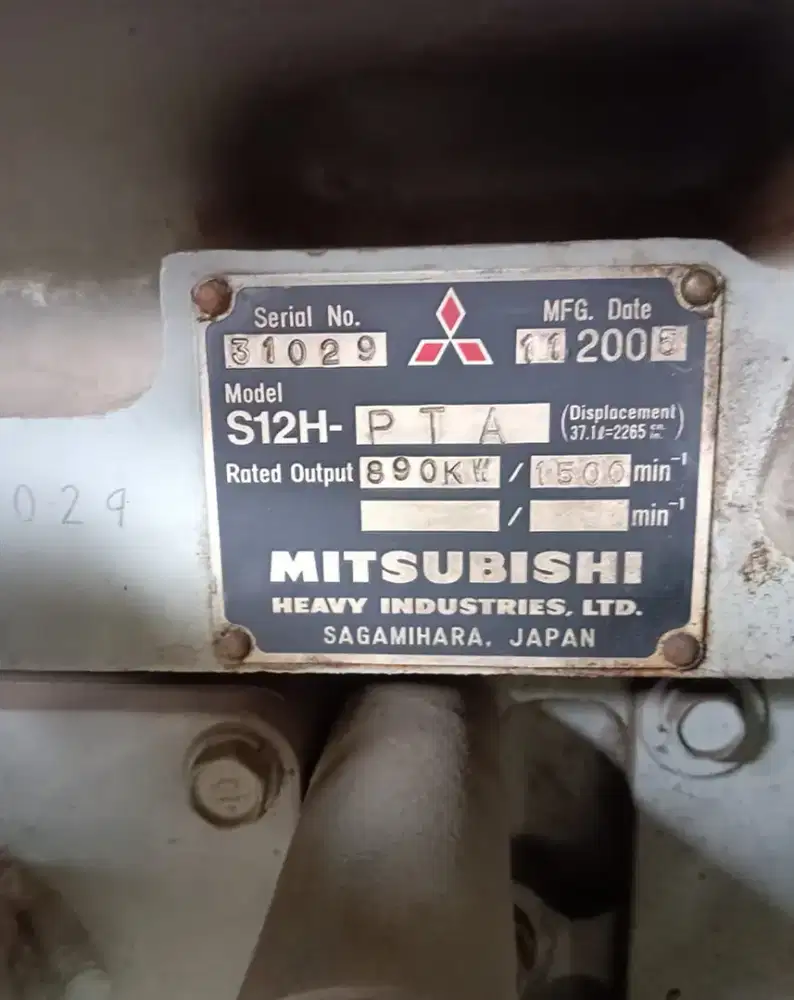 Serial No.
31029
MFG. Date
11 2005
Model
S12H-PTA
(Displacement
37.1ℓ=2265 cu. in.)
Rated Output 890KW / 1500 min⁻¹
/ min⁻¹
MITSUBISHI
HEAVY INDUSTRIES, LTD.
SAGAMIHARA, JAPAN
029